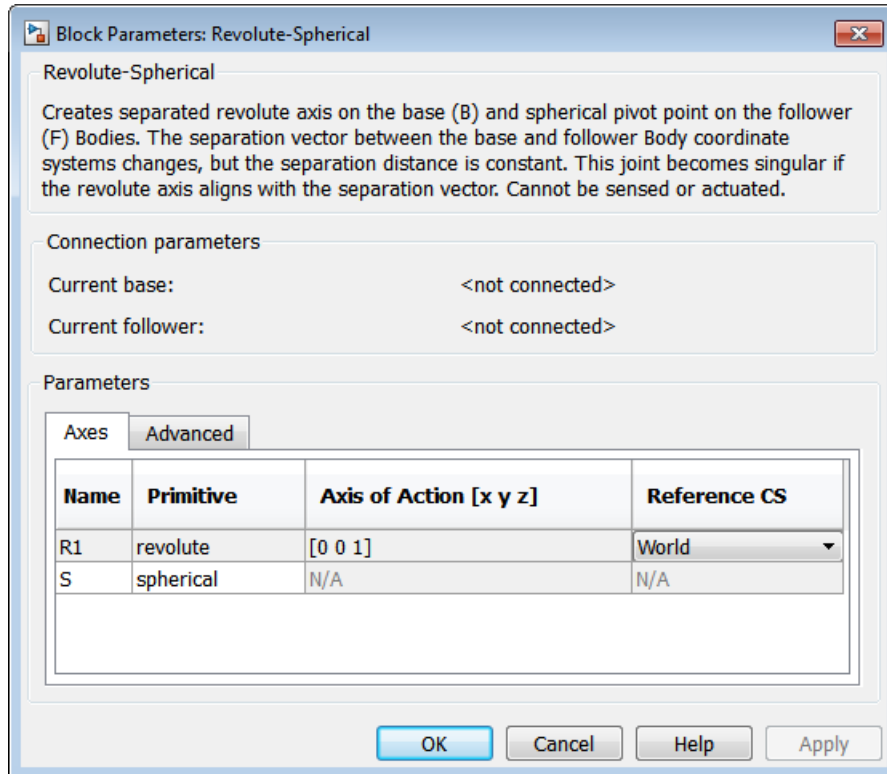 Block Parameters: Revolute-Spherical
Revolute-Spherical
Creates separated revolute axis on the base (B) and spherical pivot point on the follower
(F) Bodies. The separation vector between the base and follower Body coordinate
systems changes, but the separation distance is constant. This joint becomes singular if
the revolute axis aligns with the separation vector. Cannot be sensed or actuated.
Connection parameters
Current base: <not connected>
Current follower: <not connected>
Parameters
Axes Advanced
Name Primitive Axis of Action [x y z] Reference CS
R1 revolute [0 0 1] World
S spherical N/A N/A
OK Cancel Help Apply